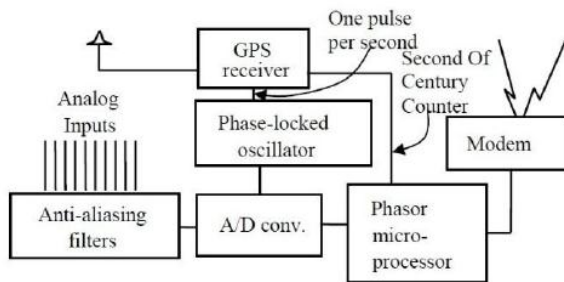 One pulse
per second
GPS
receiver
Second Of
Century
Counter
Analog
Inputs
Phase-locked
oscillator
Modem
Anti-aliasing
filters
A/D conv.
Phasor
micro-
processor